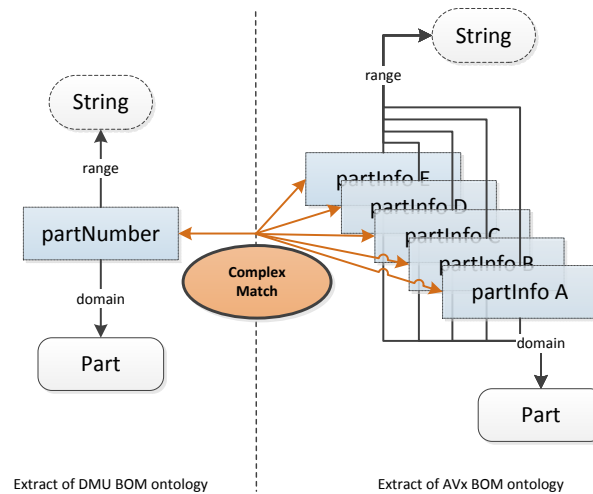 String
range
partNumber
domain
Part
Complex
Match
String
range
partInfo E
partInfo D
partInfo C
partInfo B
partInfo A
domain
Part
Extract of DMU BOM ontology
Extract of AVx BOM ontology